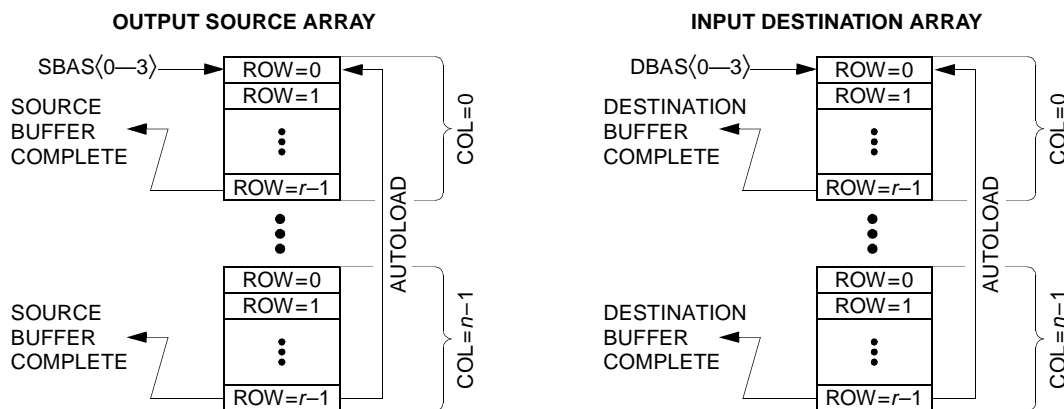 OUTPUT SOURCE ARRAY
SBAS⟨0—3⟩
ROW=0
ROW=1
SOURCE
BUFFER
COMPLETE
ROW=r–1
COL=0
AUTOLOAD
ROW=0
ROW=1
SOURCE
BUFFER
COMPLETE
ROW=r–1
COL=n–1
INPUT DESTINATION ARRAY
DBAS⟨0—3⟩
ROW=0
ROW=1
DESTINATION
BUFFER
COMPLETE
ROW=r–1
COL=0
AUTOLOAD
ROW=0
ROW=1
DESTINATION
BUFFER
COMPLETE
ROW=r–1
COL=n–1